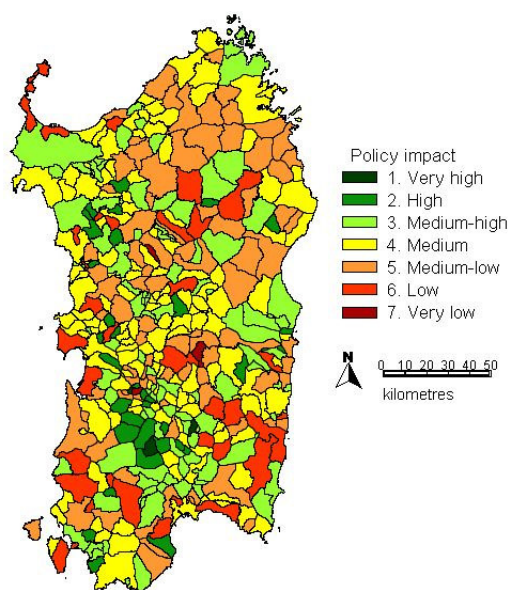 Policy impact
1. Very high
2. High
3. Medium-high
4. Medium
5. Medium-low
6. Low
7. Very low
N
0 10 20 30 40 50
kilometres